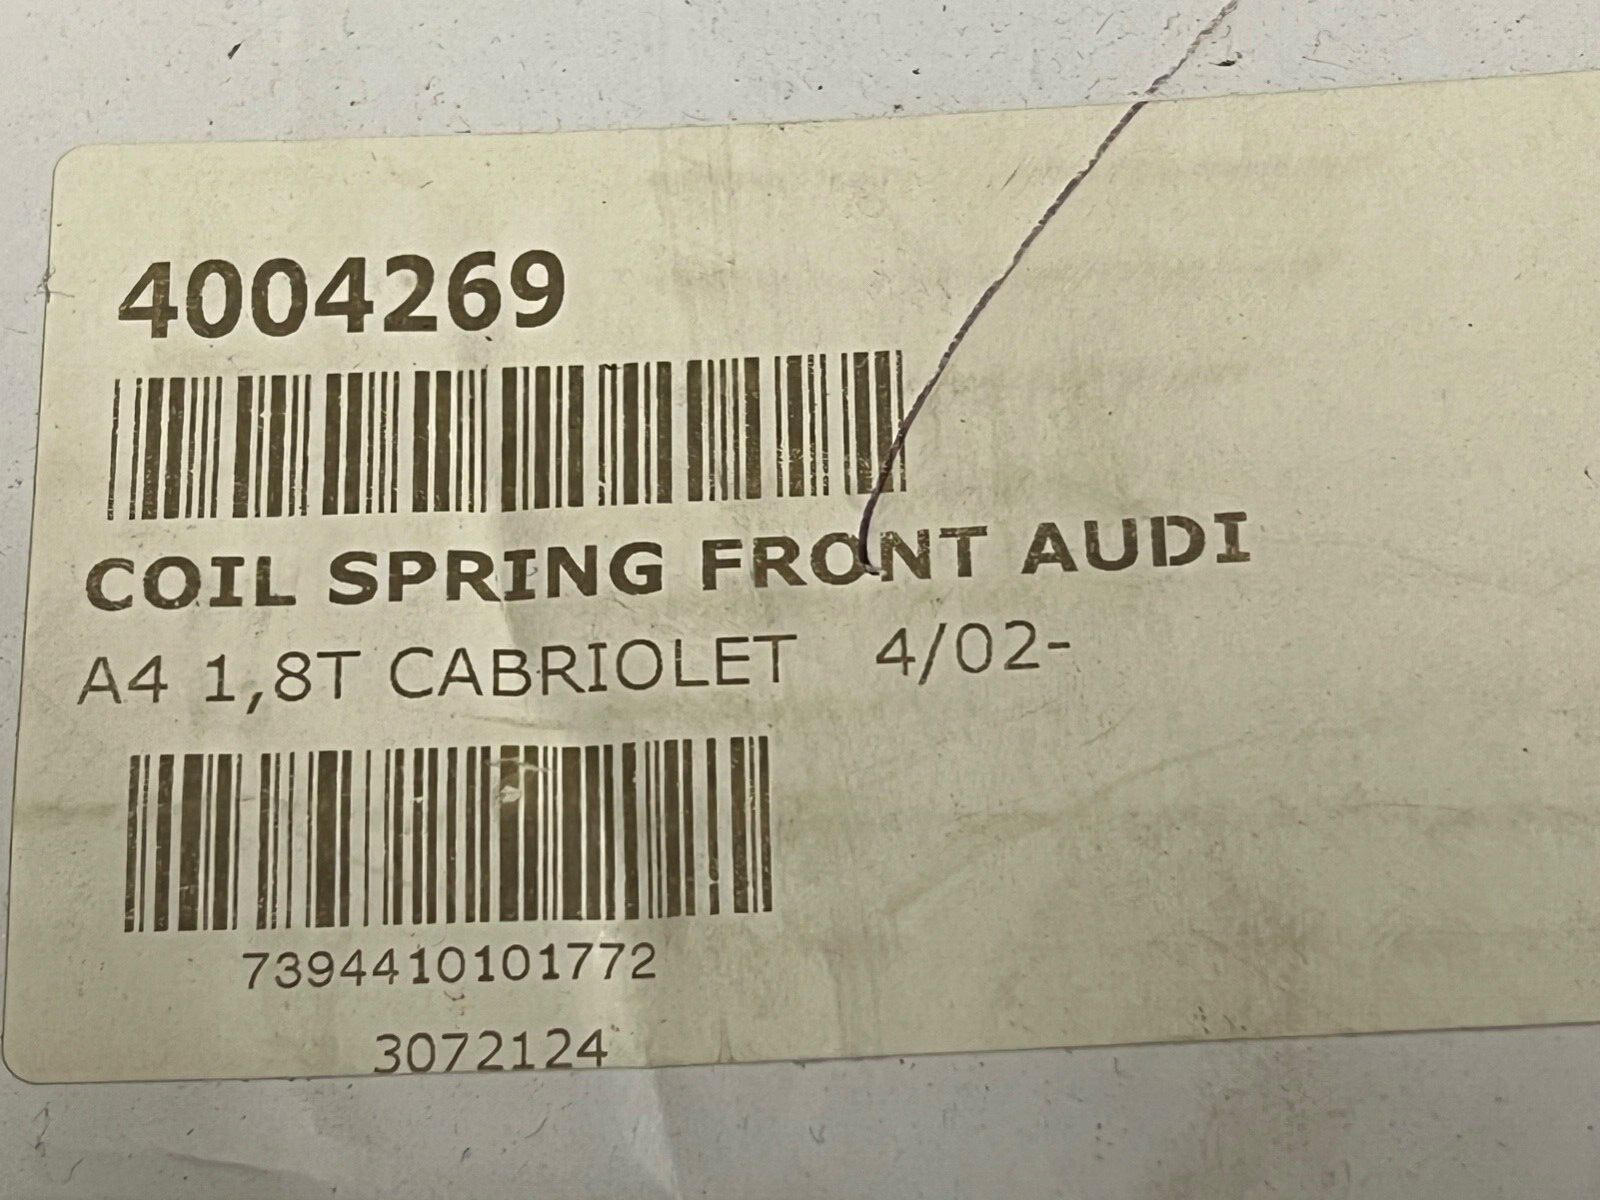 4004269
COIL SPRING FRONT AUDI
A4 1,8T CABRIOLET 4/02-
7394410101772
3072124